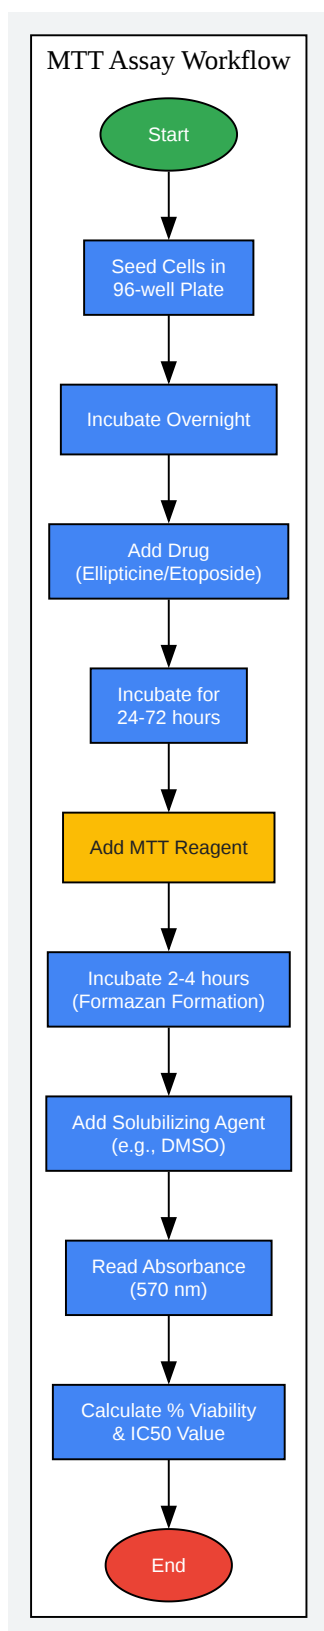 MTT Assay Workflow
Start
Seed Cells in
96-well Plate
Incubate Overnight
Add Drug
(Ellipticine/Etoposide)
Incubate for
24-72 hours
Add MTT Reagent
Incubate 2-4 hours
(Formazan Formation)
Add Solubilizing Agent
(e.g., DMSO)
Read Absorbance
(570 nm)
Calculate % Viability
& IC50 Value
End